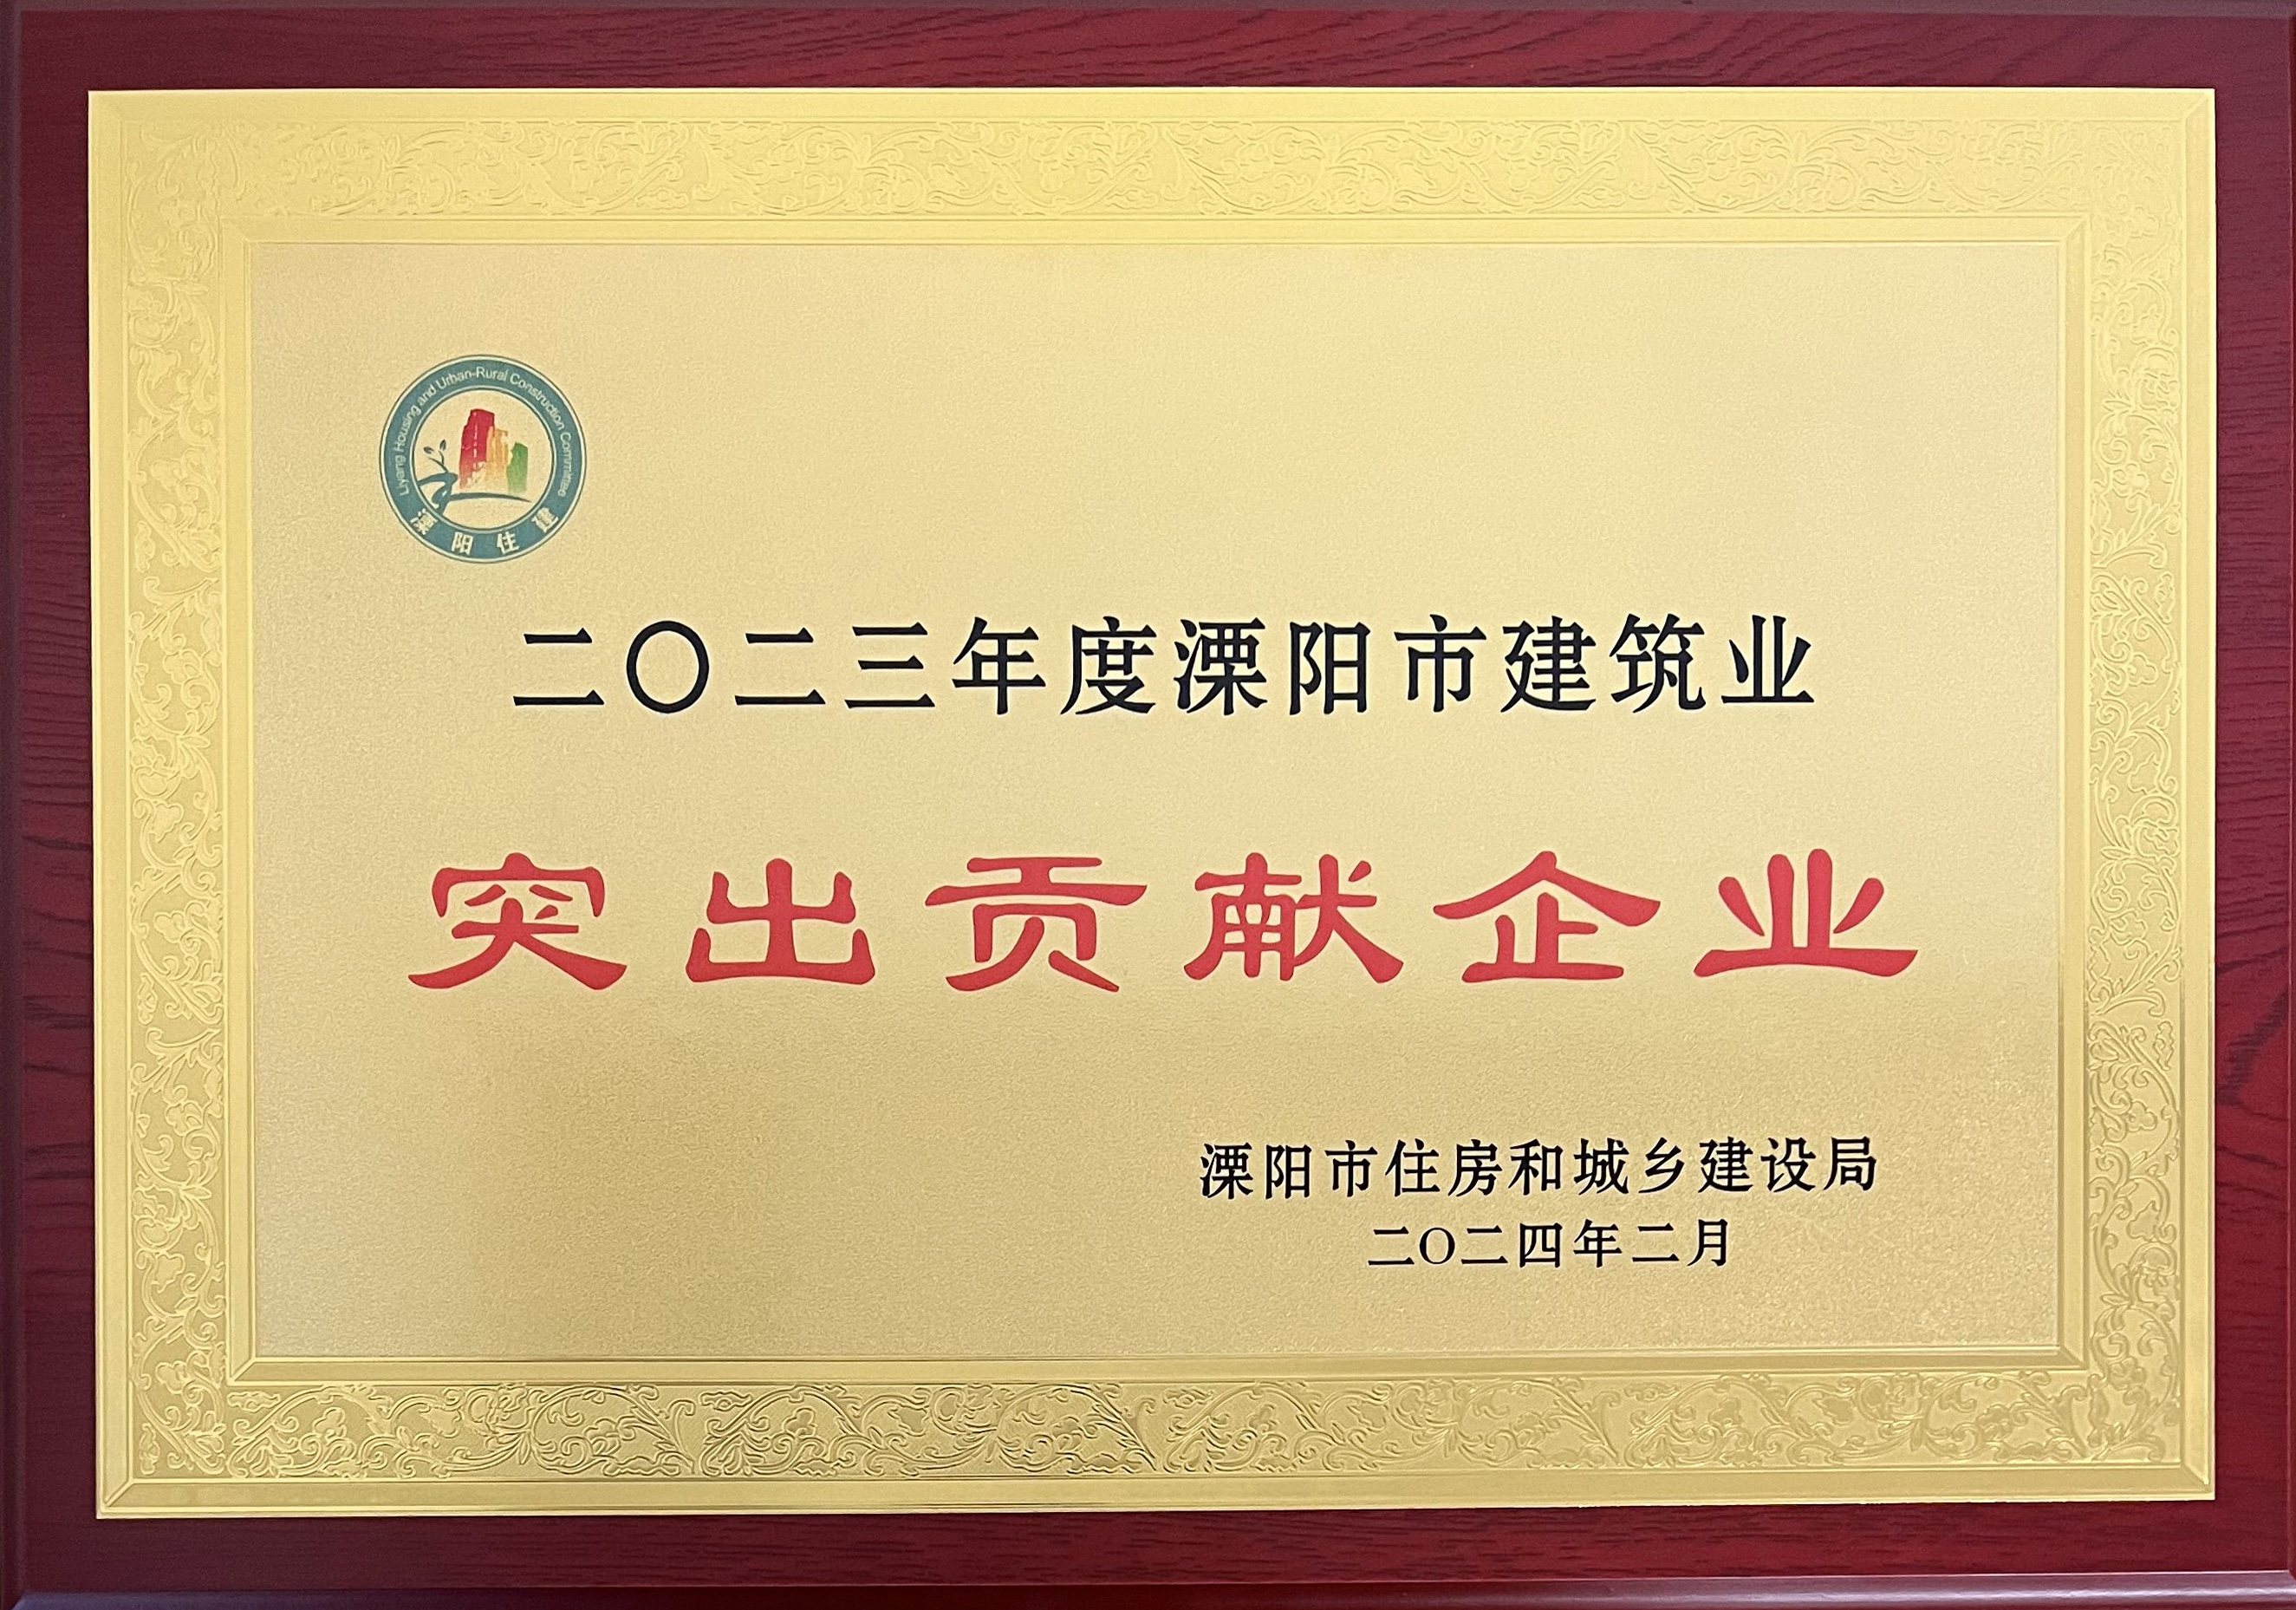 Liyang Housing and Urban-Rural Construction Committee
溧阳住建
二〇二三年度溧阳市建筑业
突出贡献企业
溧阳市住房和城乡建设局
二〇二四年二月